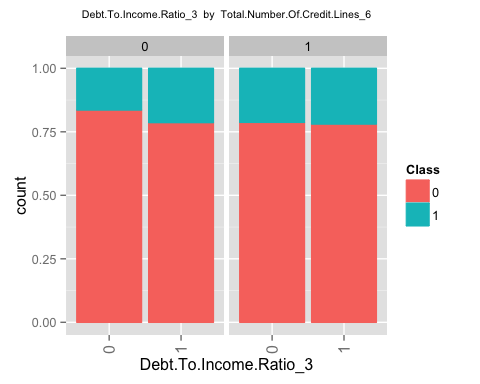 Debt.To.Income.Ratio_3 by Total.Number.Of.Credit.Lines_6
0 1
1.00
0.75
0.50
0.25
0.00
count
0 1 0 1
Debt.To.Income.Ratio_3
Class
0
1